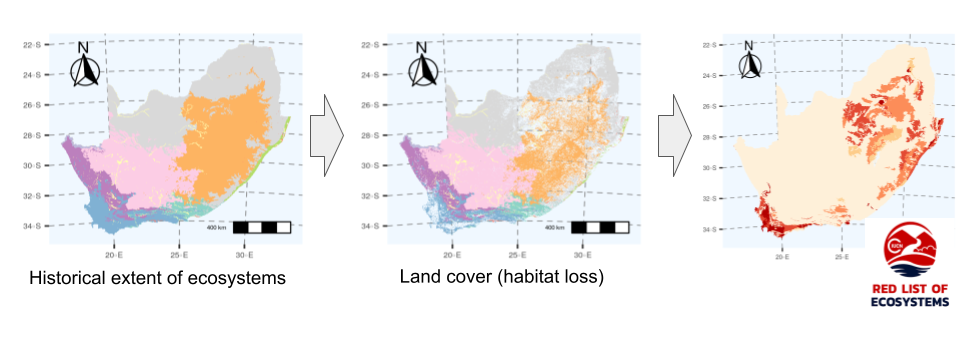 N
22°S
24°S
26°S
28°S
30°S
32°S
34°S
400 km
20°E
25°E
30°E
Historical extent of ecosystems
N
22°S
24°S
26°S
28°S
30°S
32°S
34°S
400 km
20°E
25°E
30°E
Land cover (habitat loss)
N
22°S
24°S
26°S
28°S
30°S
32°S
34°S
20°E
25°E
IUCN
RED LIST OF
ECOSYSTEMS